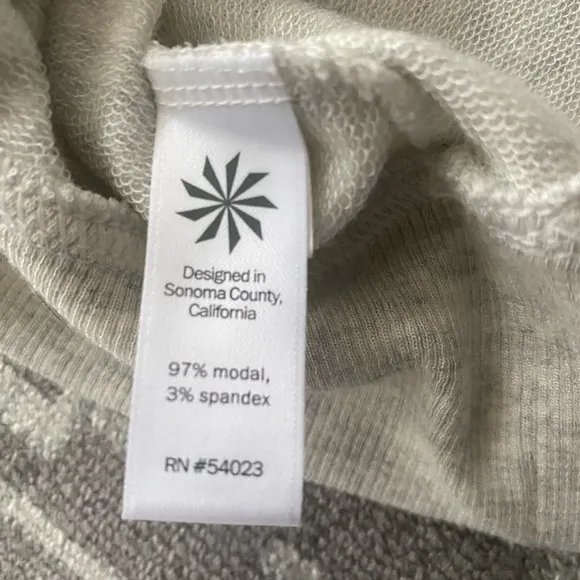 Designed in
Sonoma County,
California
97% modal,
3% spandex
RN #54023